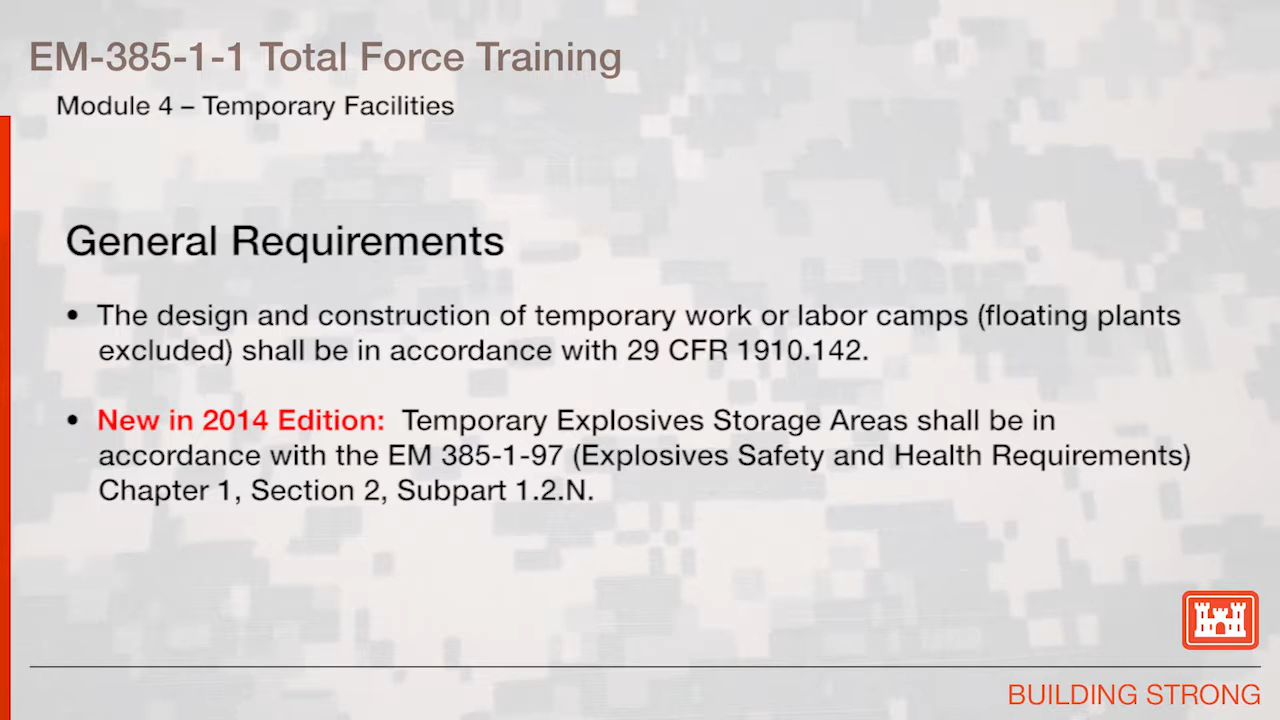 EM-385-1-1 Total Force Training
Module 4 – Temporary Facilities
General Requirements
• The design and construction of temporary work or labor camps (floating plants
excluded) shall be in accordance with 29 CFR 1910.142.
• New in 2014 Edition: Temporary Explosives Storage Areas shall be in
accordance with the EM 385-1-97 (Explosives Safety and Health Requirements)
Chapter 1, Section 2, Subpart 1.2.N.
BUILDING STRONG